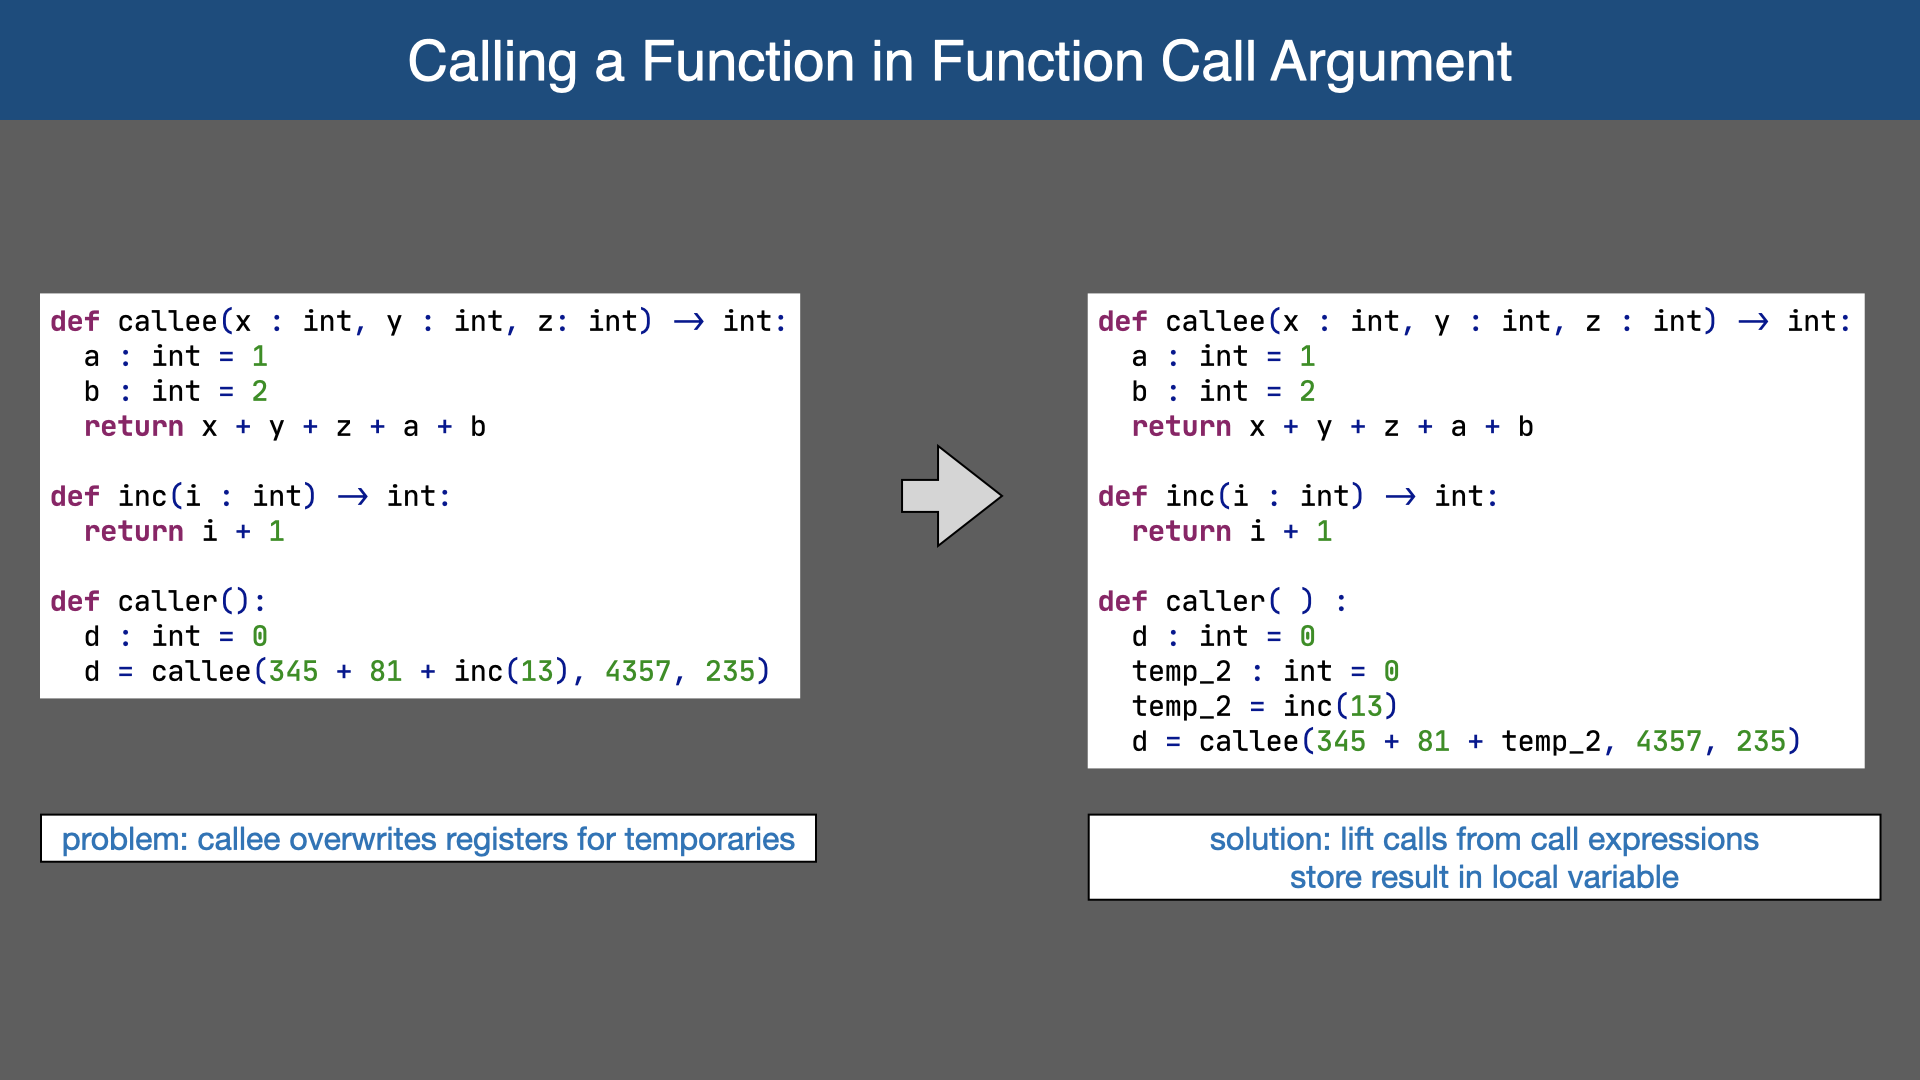 Calling a Function in Function Call Argument
def callee(x : int, y : int, z: int) → int:
  a : int = 1
  b : int = 2
  return x + y + z + a + b
def inc(i : int) → int:
  return i + 1
def caller():
  d : int = 0
  d = callee(345 + 81 + inc(13), 4357, 235)
problem: callee overwrites registers for temporaries
def callee(x : int, y : int, z : int) → int:
  a : int = 1
  b : int = 2
  return x + y + z + a + b
def inc(i : int) → int:
  return i + 1
def caller( ) :
  d : int = 0
  temp_2 : int = 0
  temp_2 = inc(13)
  d = callee(345 + 81 + temp_2, 4357, 235)
solution: lift calls from call expressions
store result in local variable